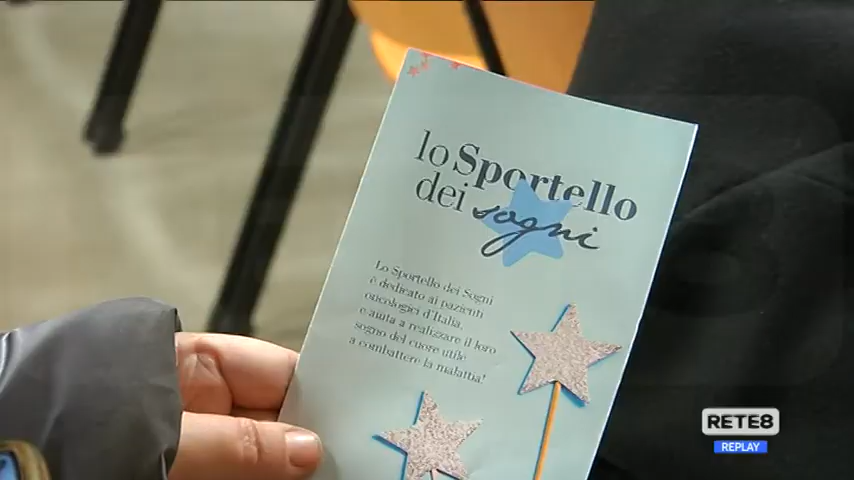 lo Sportello
dei sogni
Lo Sportello dei Sogni
è dedicato ai pazienti
oncologici d'Italia,
e aiuta a realizzare il loro
sogno del cuore utile
a combattere la malattia!
RETE8
REPLAY